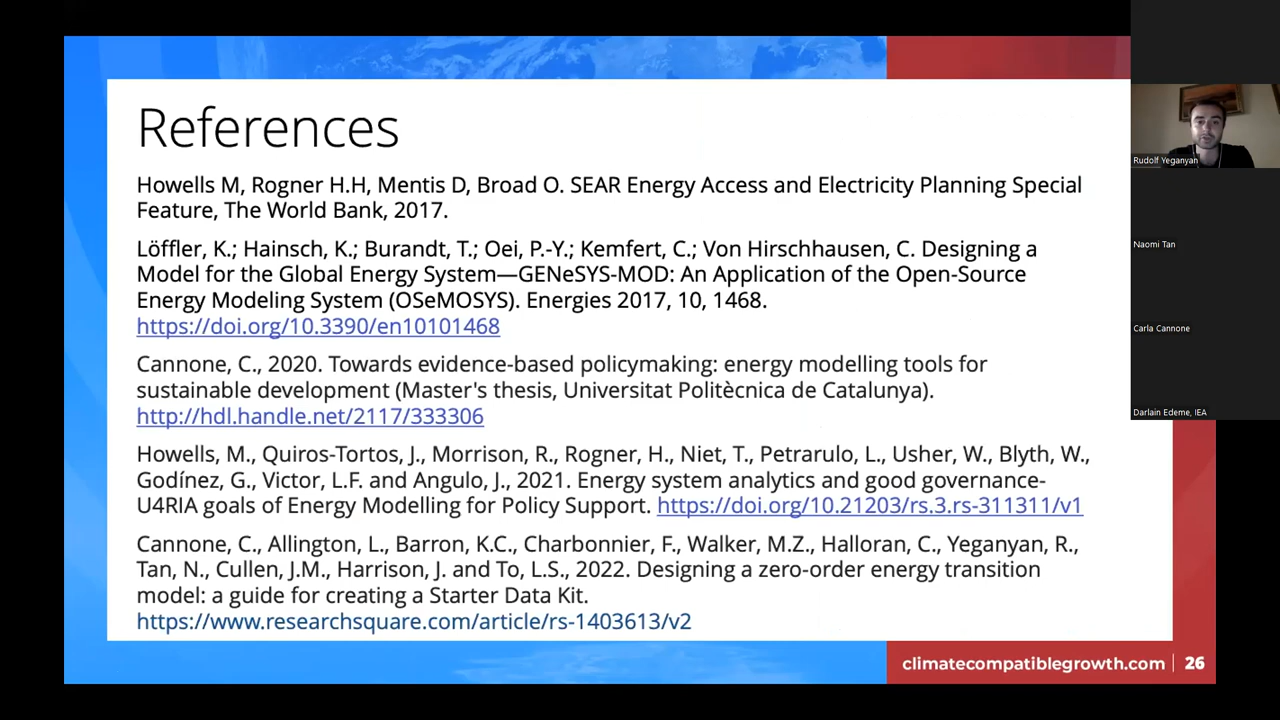 References
Howells M, Rogner H.H, Mentis D, Broad O. SEAR Energy Access and Electricity Planning Special
Feature, The World Bank, 2017.
Löffler, K.; Hainsch, K.; Burandt, T.; Oei, P.-Y.; Kemfert, C.; Von Hirschhausen, C. Designing a
Model for the Global Energy System—GENeSYS-MOD: An Application of the Open-Source
Energy Modeling System (OSeMOSYS). Energies 2017, 10, 1468.
https://doi.org/10.3390/en10101468
Cannone, C., 2020. Towards evidence-based policymaking: energy modelling tools for
sustainable development (Master's thesis, Universitat Politècnica de Catalunya).
http://hdl.handle.net/2117/333306
Howells, M., Quiros-Tortos, J., Morrison, R., Rogner, H., Niet, T., Petrarulo, L., Usher, W., Blyth, W.,
Godínez, G., Victor, L.F. and Angulo, J., 2021. Energy system analytics and good governance-
U4RIA goals of Energy Modelling for Policy Support. https://doi.org/10.21203/rs.3.rs-311311/v1
Cannone, C., Allington, L., Barron, K.C., Charbonnier, F., Walker, M.Z., Halloran, C., Yeganyan, R.,
Tan, N., Cullen, J.M., Harrison, J. and To, L.S., 2022. Designing a zero-order energy transition
model: a guide for creating a Starter Data Kit.
https://www.researchsquare.com/article/rs-1403613/v2
climatecompatiblegrowth.com 26
Rudolf Yeganyan
Naomi Tan
Carla Cannone
Darlain Edeme, IEA